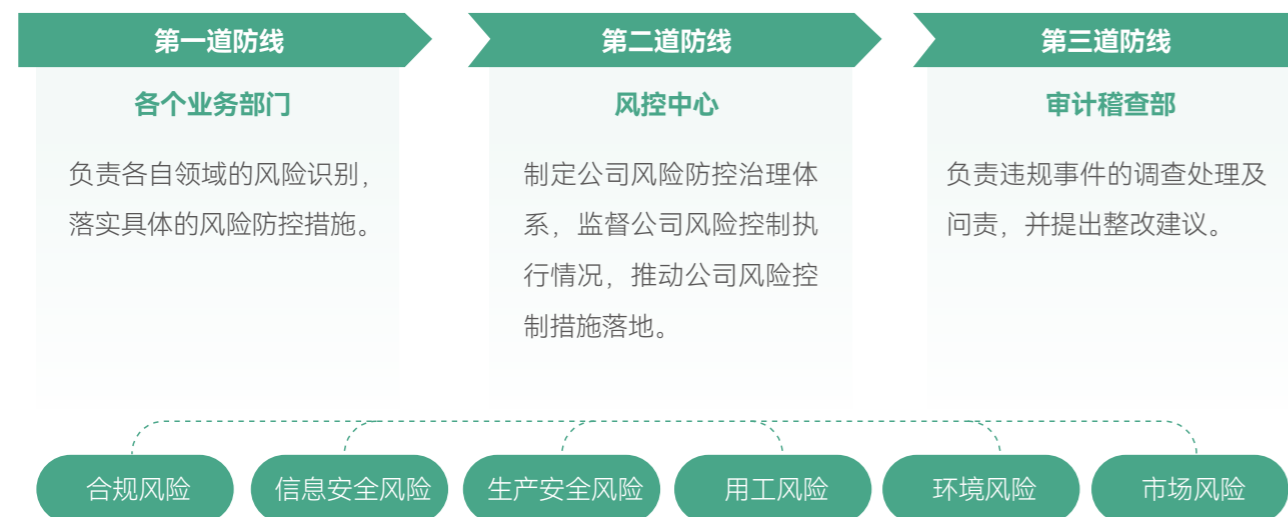 第一道防线
各个业务部门
负责各自领域的风险识别，
落实具体的风险防控措施。
第二道防线
风控中心
制定公司风险防控治理体
系，监督公司风险控制执
行情况，推动公司风险控
制措施落地。
第三道防线
审计稽查部
负责违规事件的调查处理及
问责，并提出整改建议。
合规风险
信息安全风险
生产安全风险
用工风险
环境风险
市场风险